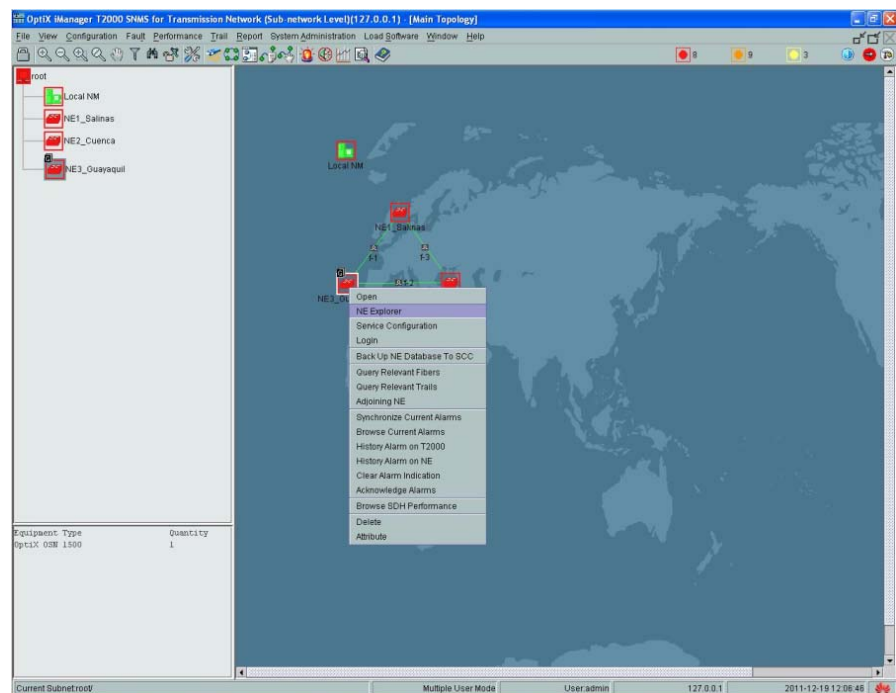 OptiX iManager T2000 SNMS for Transmission Network (Sub-network Level)(127.0.0.1) - [Main Topology]
File View Configuration Fault Performance Trail Report System Administration Load Software Window Help
8 9 3
root
Local NM
NE1_Salinas
NE2_Cuenca
G
NE3_Guayaquil
Local NM
NE1_Salinas
A A
f-1 f-3
G
A f-2
NE3_Gu
Open
NE Explorer
Service Configuration
Login
Back Up NE Database To SCC
Query Relevant Fibers
Query Relevant Trails
Adjoining NE
Synchronize Current Alarms
Browse Current Alarms
History Alarm on T2000
History Alarm on NE
Clear Alarm Indication
Acknowledge Alarms
Browse SDH Performance
Delete
Attribute
Equipment Type Quantity
OptiX OSN 1500 1
Current Subnet:root/ Multiple User Mode User:admin 127.0.0.1 2011-12-19 12:06:46